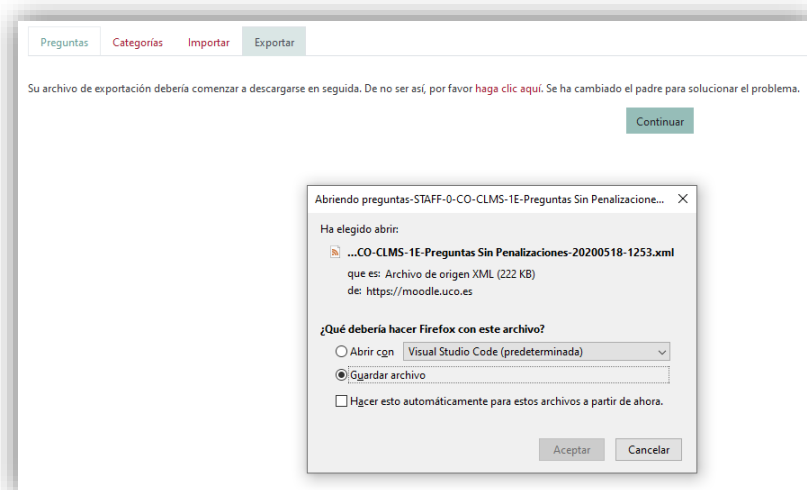 Preguntas Categorías Importar Exportar
Su archivo de exportación debería comenzar a descargarse en seguida. De no ser así, por favor haga clic aquí. Se ha cambiado el padre para solucionar el problema.
Continuar
Abriendo preguntas-STAFF-0-CO-CLMS-1E-Preguntas Sin Penalizacione...
Ha elegido abrir:
...CO-CLMS-1E-Preguntas Sin Penalizaciones-20200518-1253.xml
que es: Archivo de origen XML (222 KB)
de: https://moodle.uco.es
¿Qué debería hacer Firefox con este archivo?
Abrir con Visual Studio Code (predeterminada)
Guardar archivo
Hacer esto automáticamente para estos archivos a partir de ahora.
Aceptar Cancelar